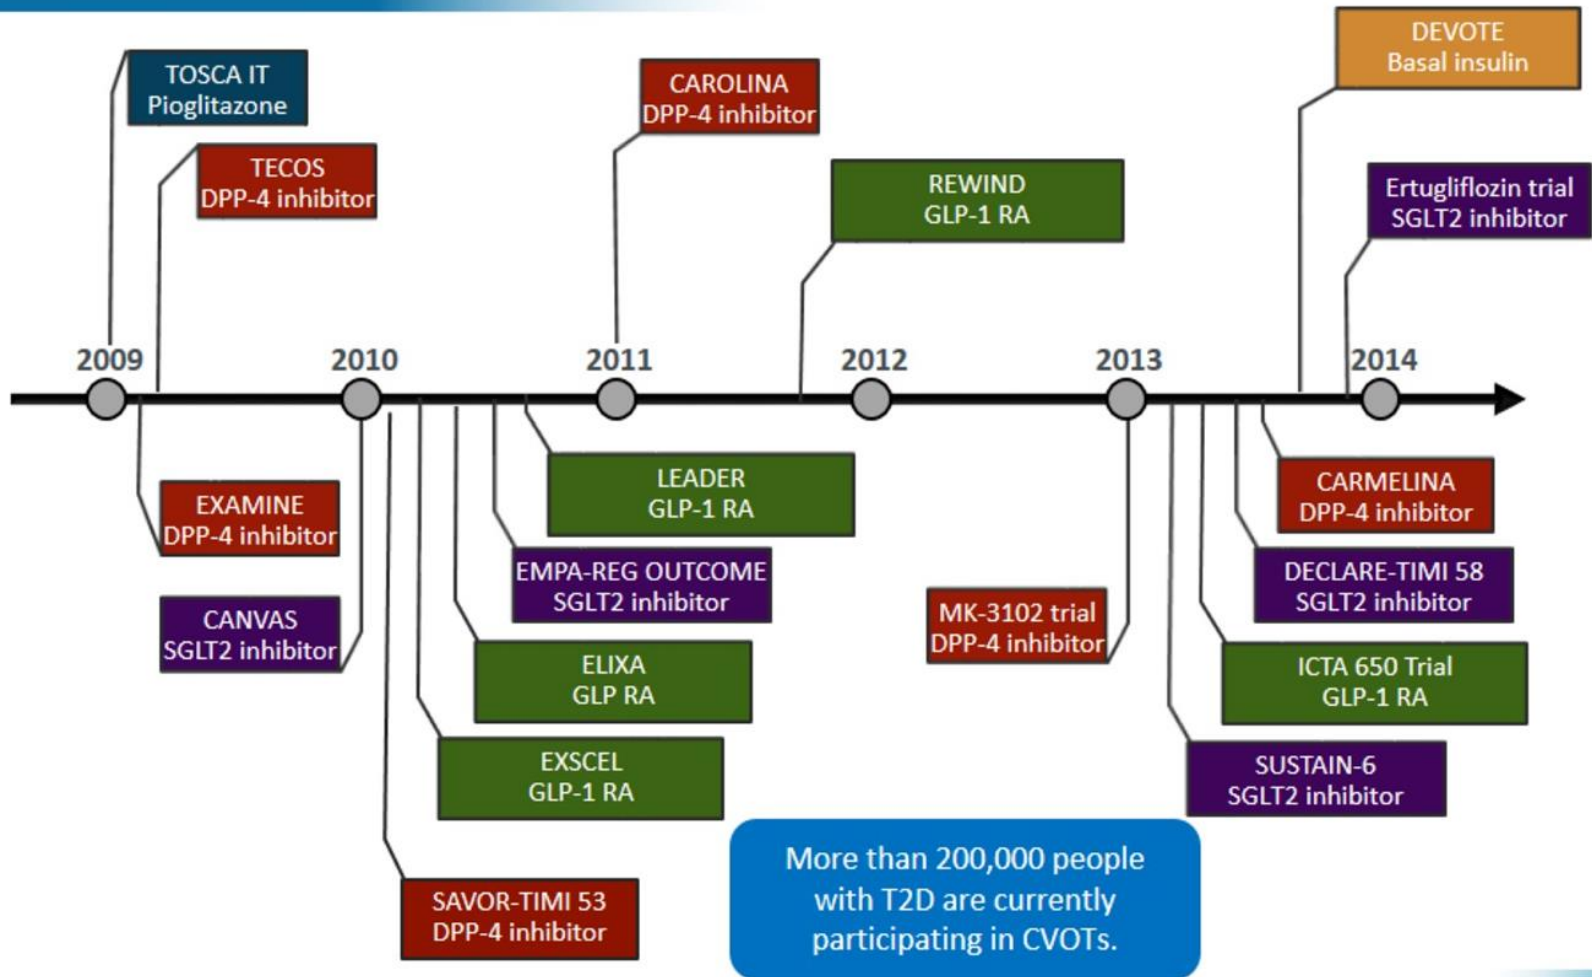 DEVOTE
Basal insulin
TOSCA IT
Pioglitazone
CAROLINA
DPP-4 inhibitor
TECOS
DPP-4 inhibitor
REWIND
GLP-1 RA
Ertugliflozin trial
SGLT2 inhibitor
2009
2010
2011
2012
2013
2014
LEADER
GLP-1 RA
CARMELINA
DPP-4 inhibitor
EXAMINE
DPP-4 inhibitor
EMPA-REG OUTCOME
SGLT2 inhibitor
DECLARE-TIMI 58
SGLT2 inhibitor
CANVAS
SGLT2 inhibitor
MK-3102 trial
DPP-4 inhibitor
ELIXA
GLP RA
ICTA 650 Trial
GLP-1 RA
EXSCEL
GLP-1 RA
SUSTAIN-6
SGLT2 inhibitor
SAVOR-TIMI 53
DPP-4 inhibitor
More than 200,000 people
with T2D are currently
participating in CVOTs.